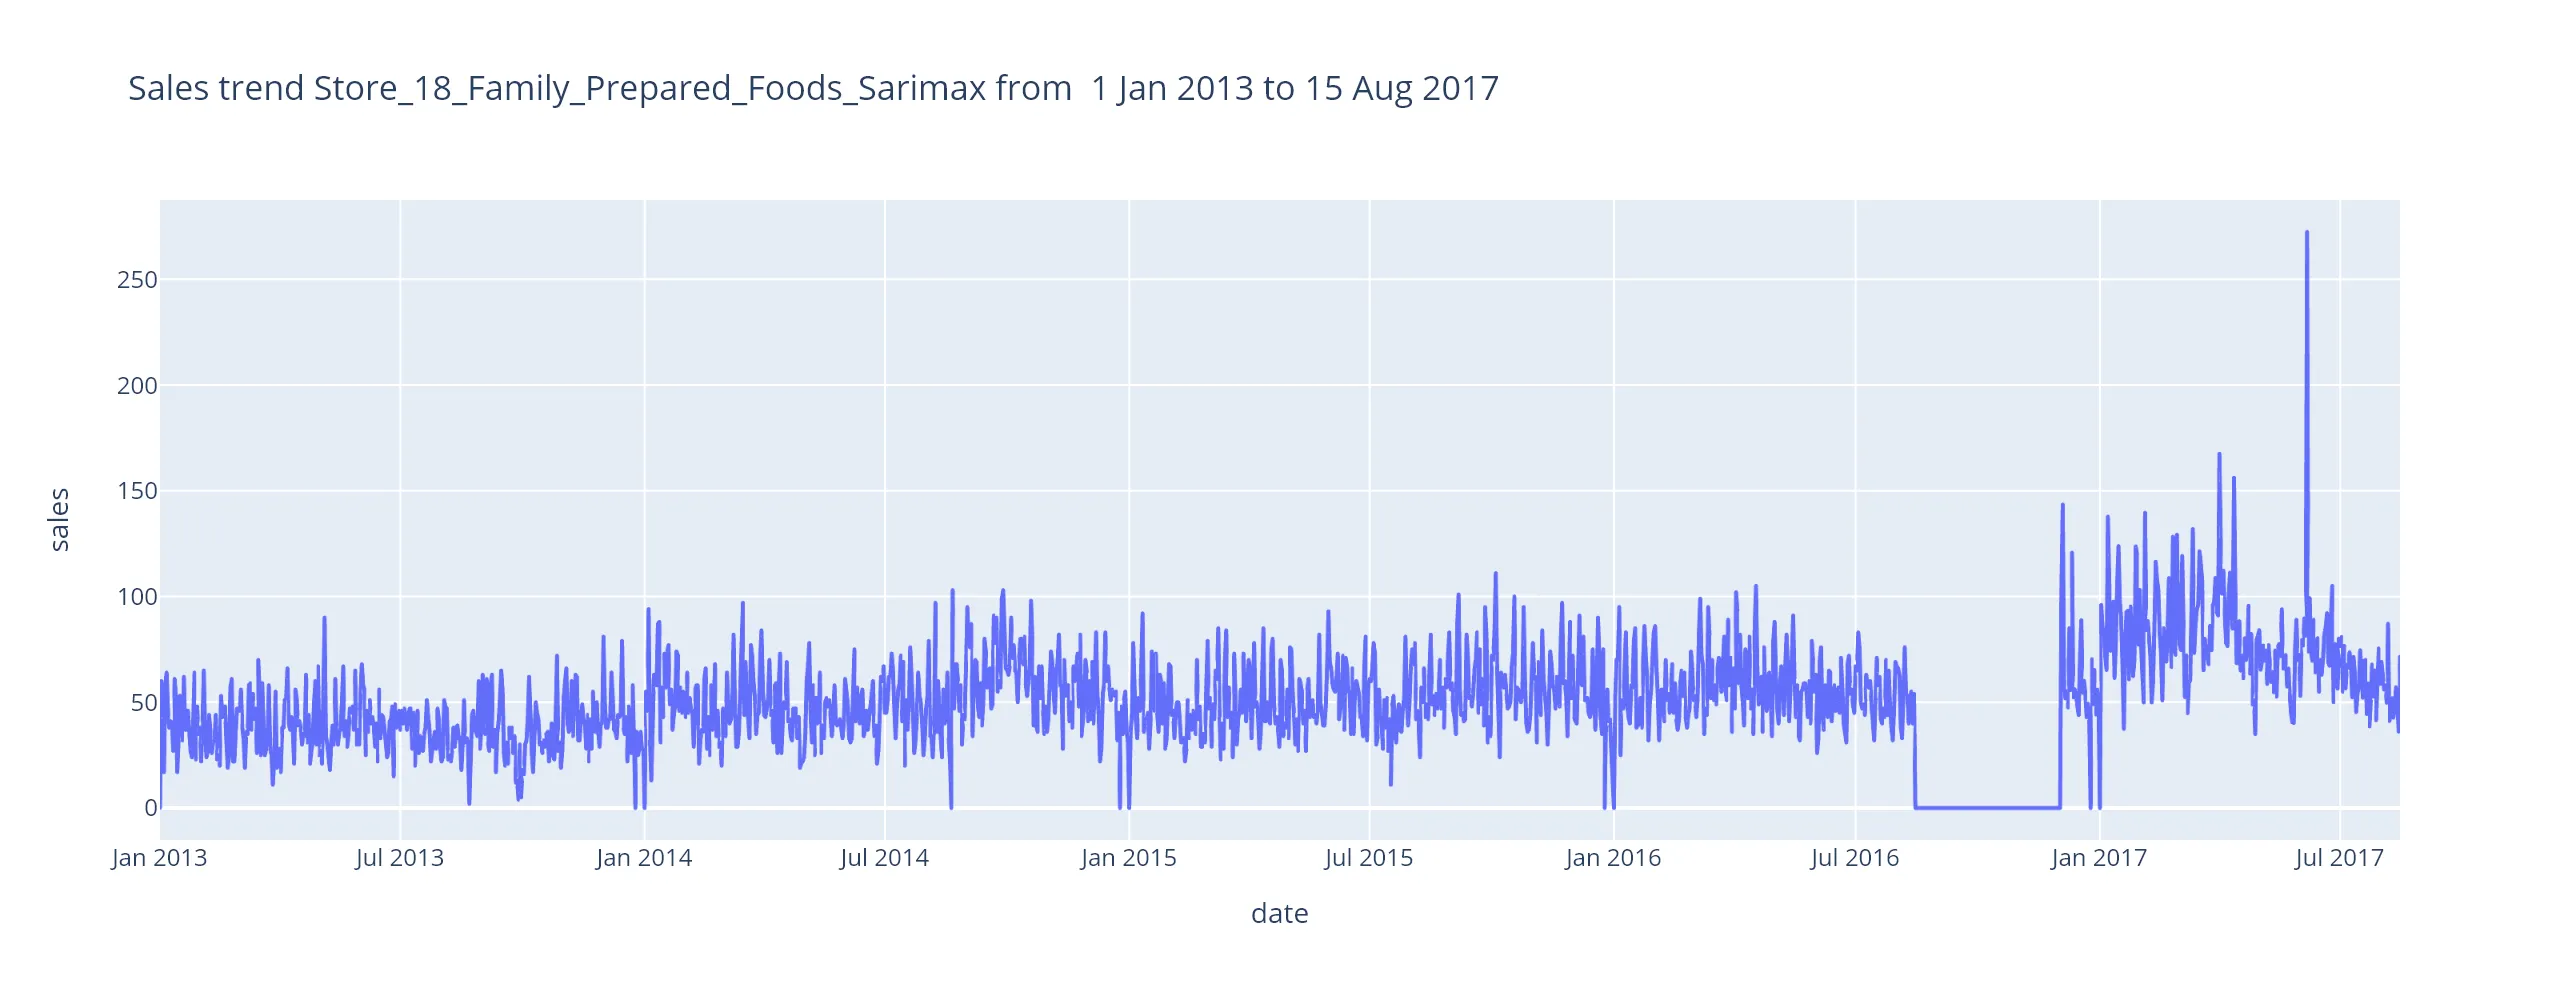 Sales trend Store_18_Family_Prepared_Foods_Sarimax from  1 Jan 2013 to 15 Aug 2017
250
200
150
100
50
0
sales
Jan 2013 Jul 2013 Jan 2014 Jul 2014 Jan 2015 Jul 2015 Jan 2016 Jul 2016 Jan 2017 Jul 2017
date